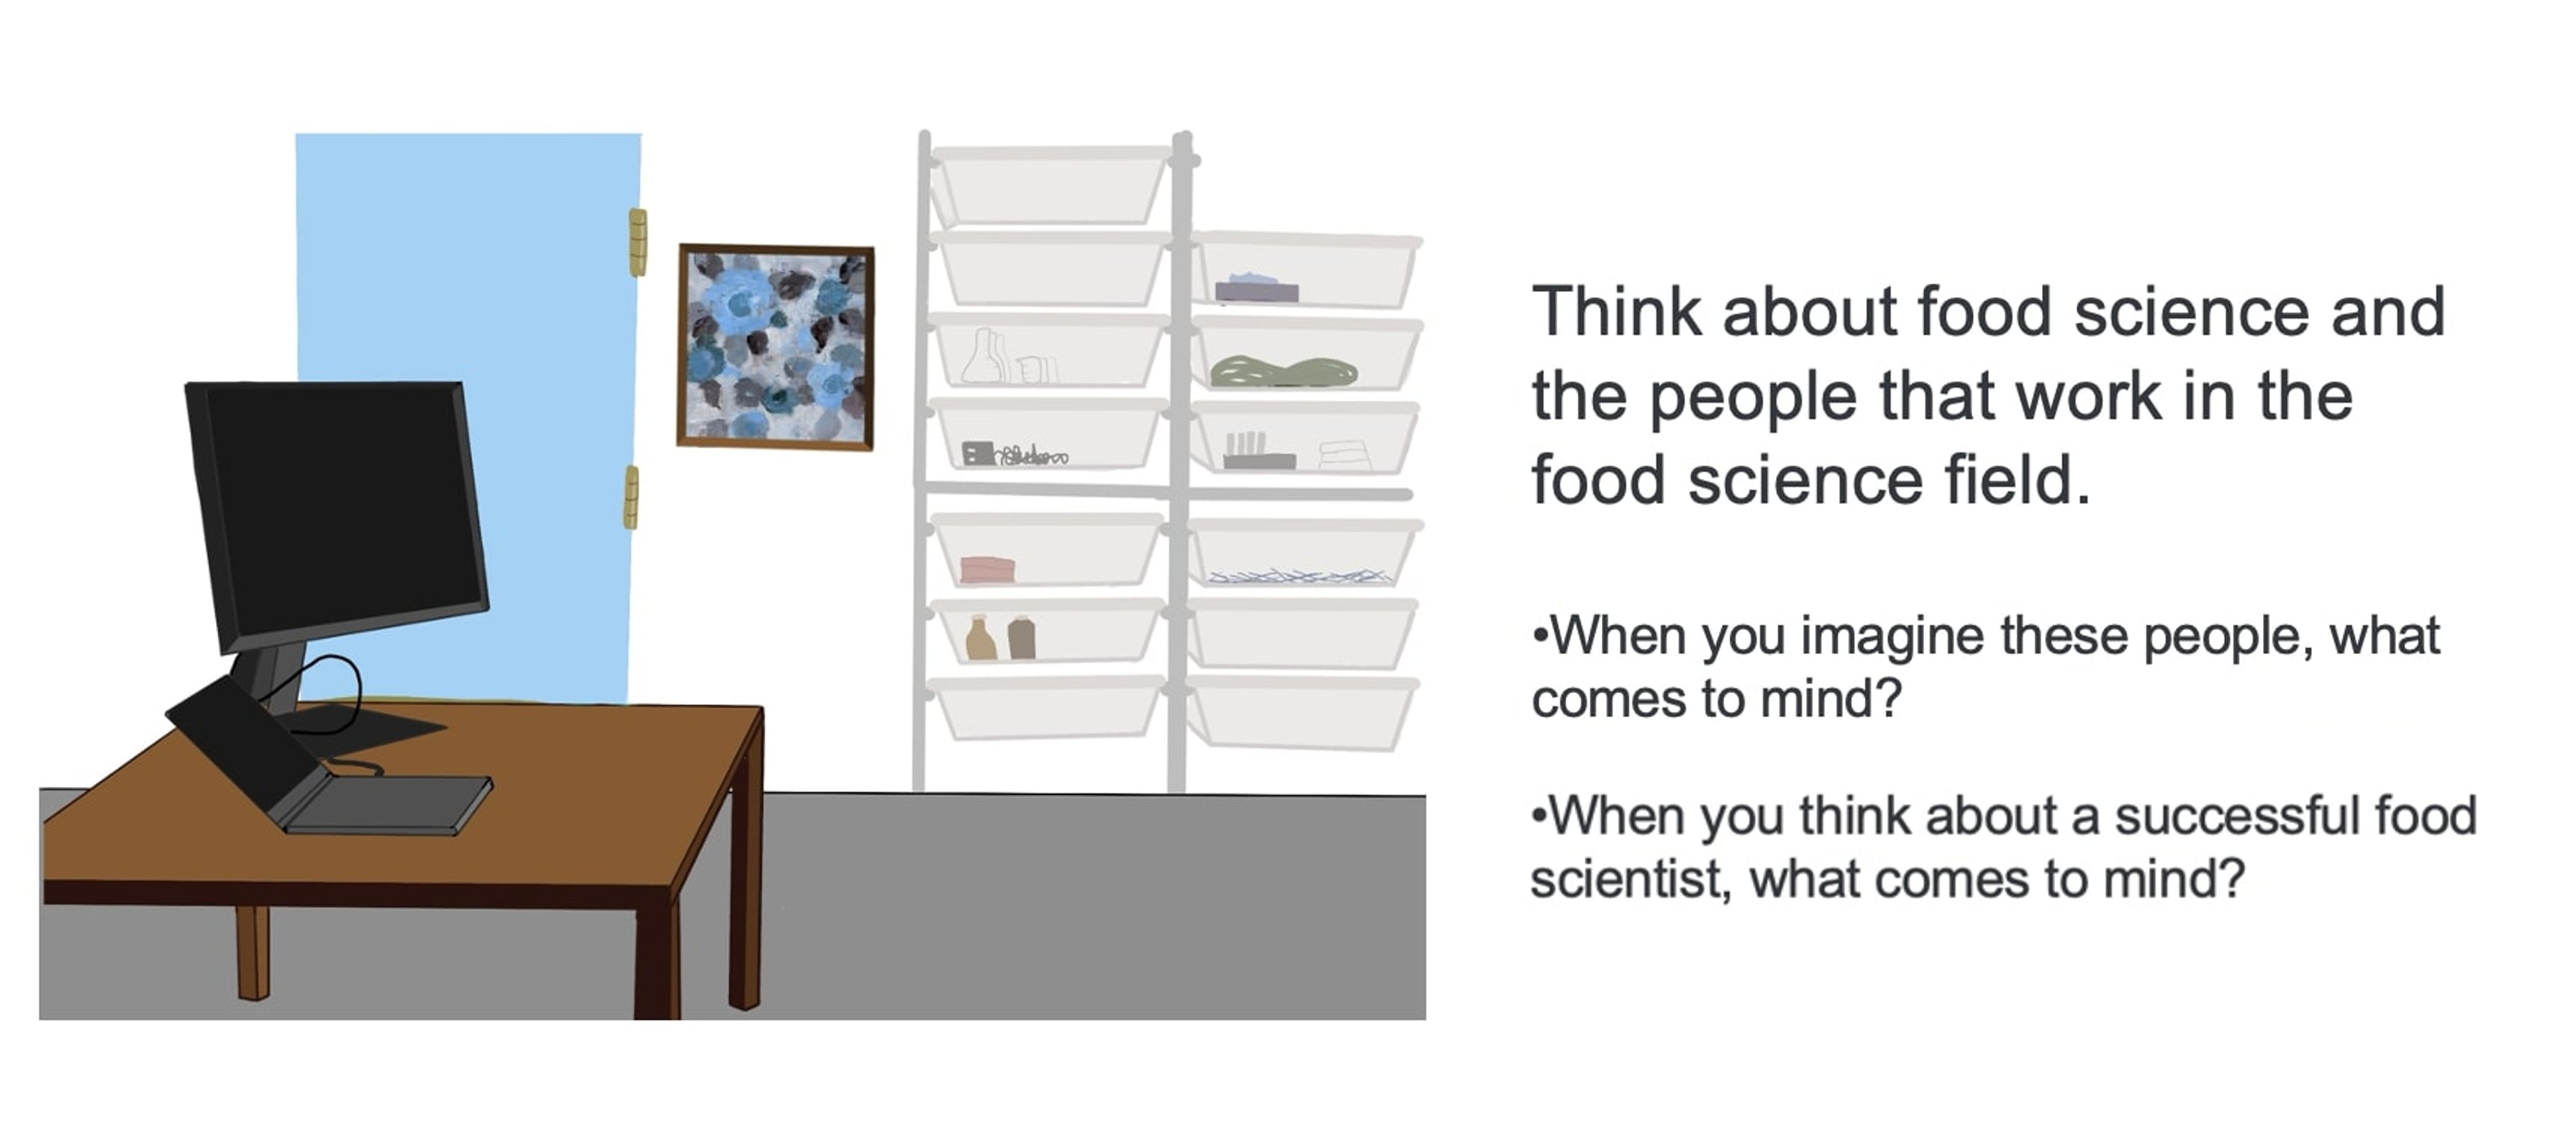 Think about food science and
the people that work in the
food science field.
•When you imagine these people, what
comes to mind?
•When you think about a successful food
scientist, what comes to mind?